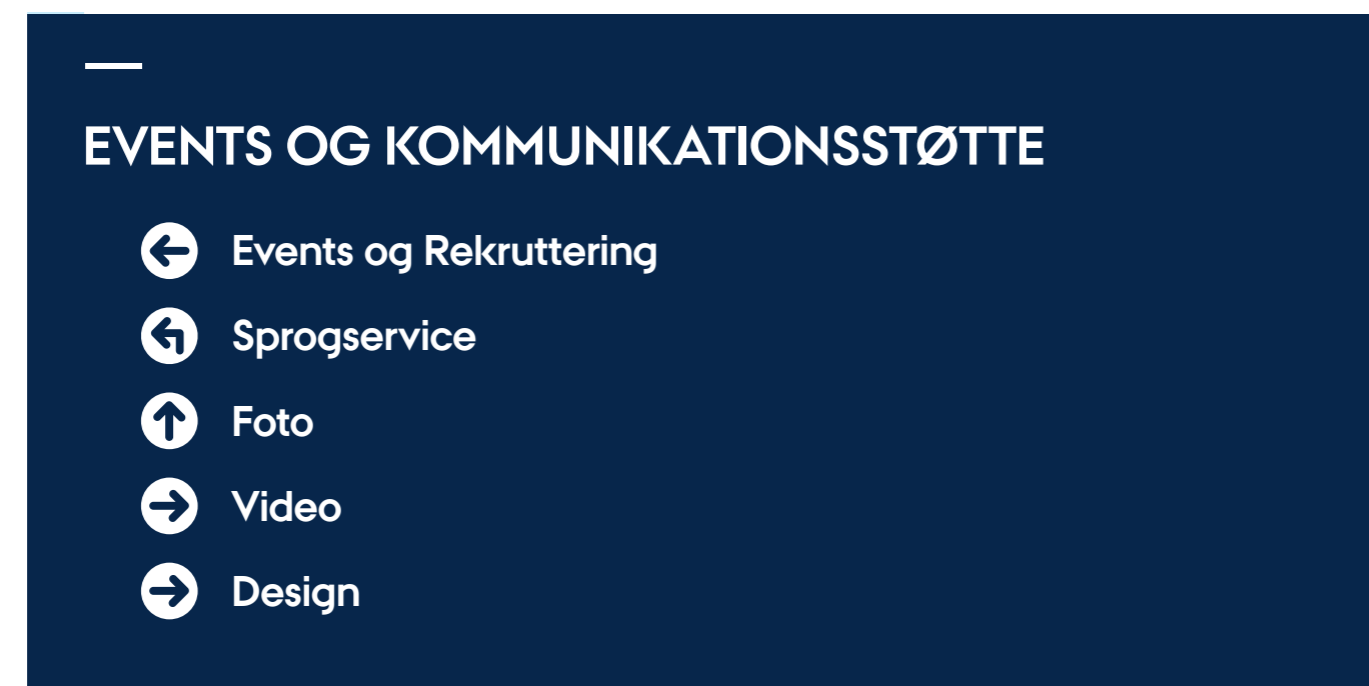 EVENTS OG KOMMUNIKATIONSSTØTTE
Events og Rekruttering
Sprogservice
Foto
Video
Design